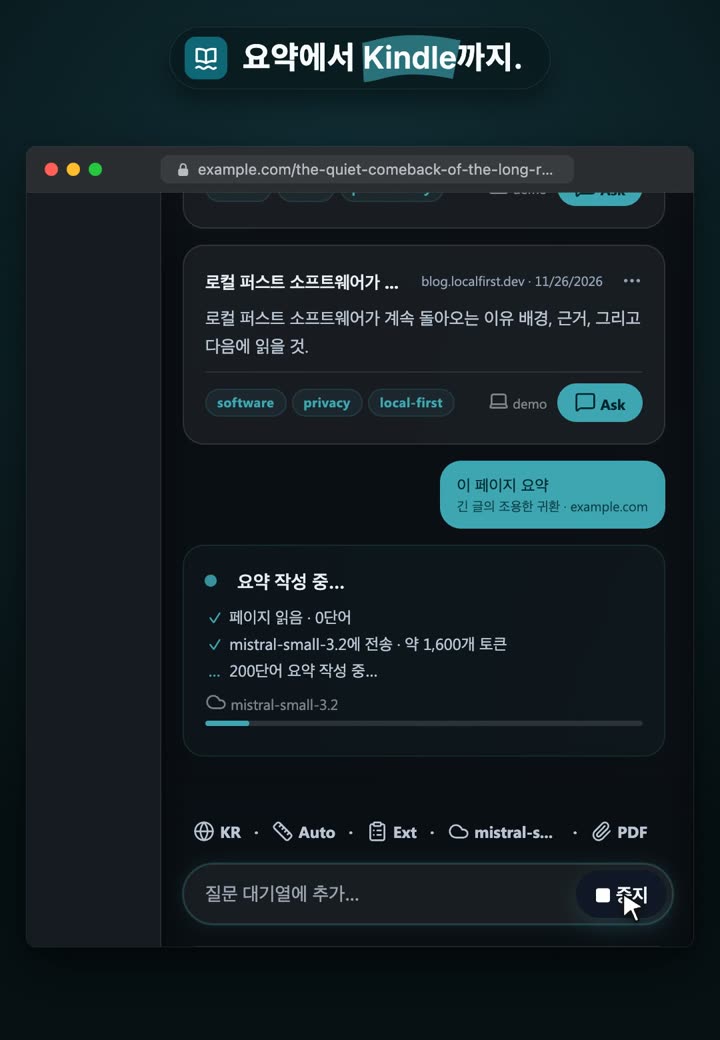 요약에서 Kindle까지.
example.com/the-quiet-comeback-of-the-long-r...
demo Ask
로컬 퍼스트 소프트웨어가 ... blog.localfirst.dev · 11/26/2026 ...
로컬 퍼스트 소프트웨어가 계속 돌아오는 이유 배경, 근거, 그리고
다음에 읽을 것.
software privacy local-first demo Ask
이 페이지 요약
긴 글의 조용한 귀환 · example.com
요약 작성 중...
✓ 페이지 읽음 · 0단어
✓ mistral-small-3.2에 전송 · 약 1,600개 토큰
... 200단어 요약 작성 중...
mistral-small-3.2
KR · Auto · Ext · mistral-s... · PDF
질문 대기열에 추가... 중지